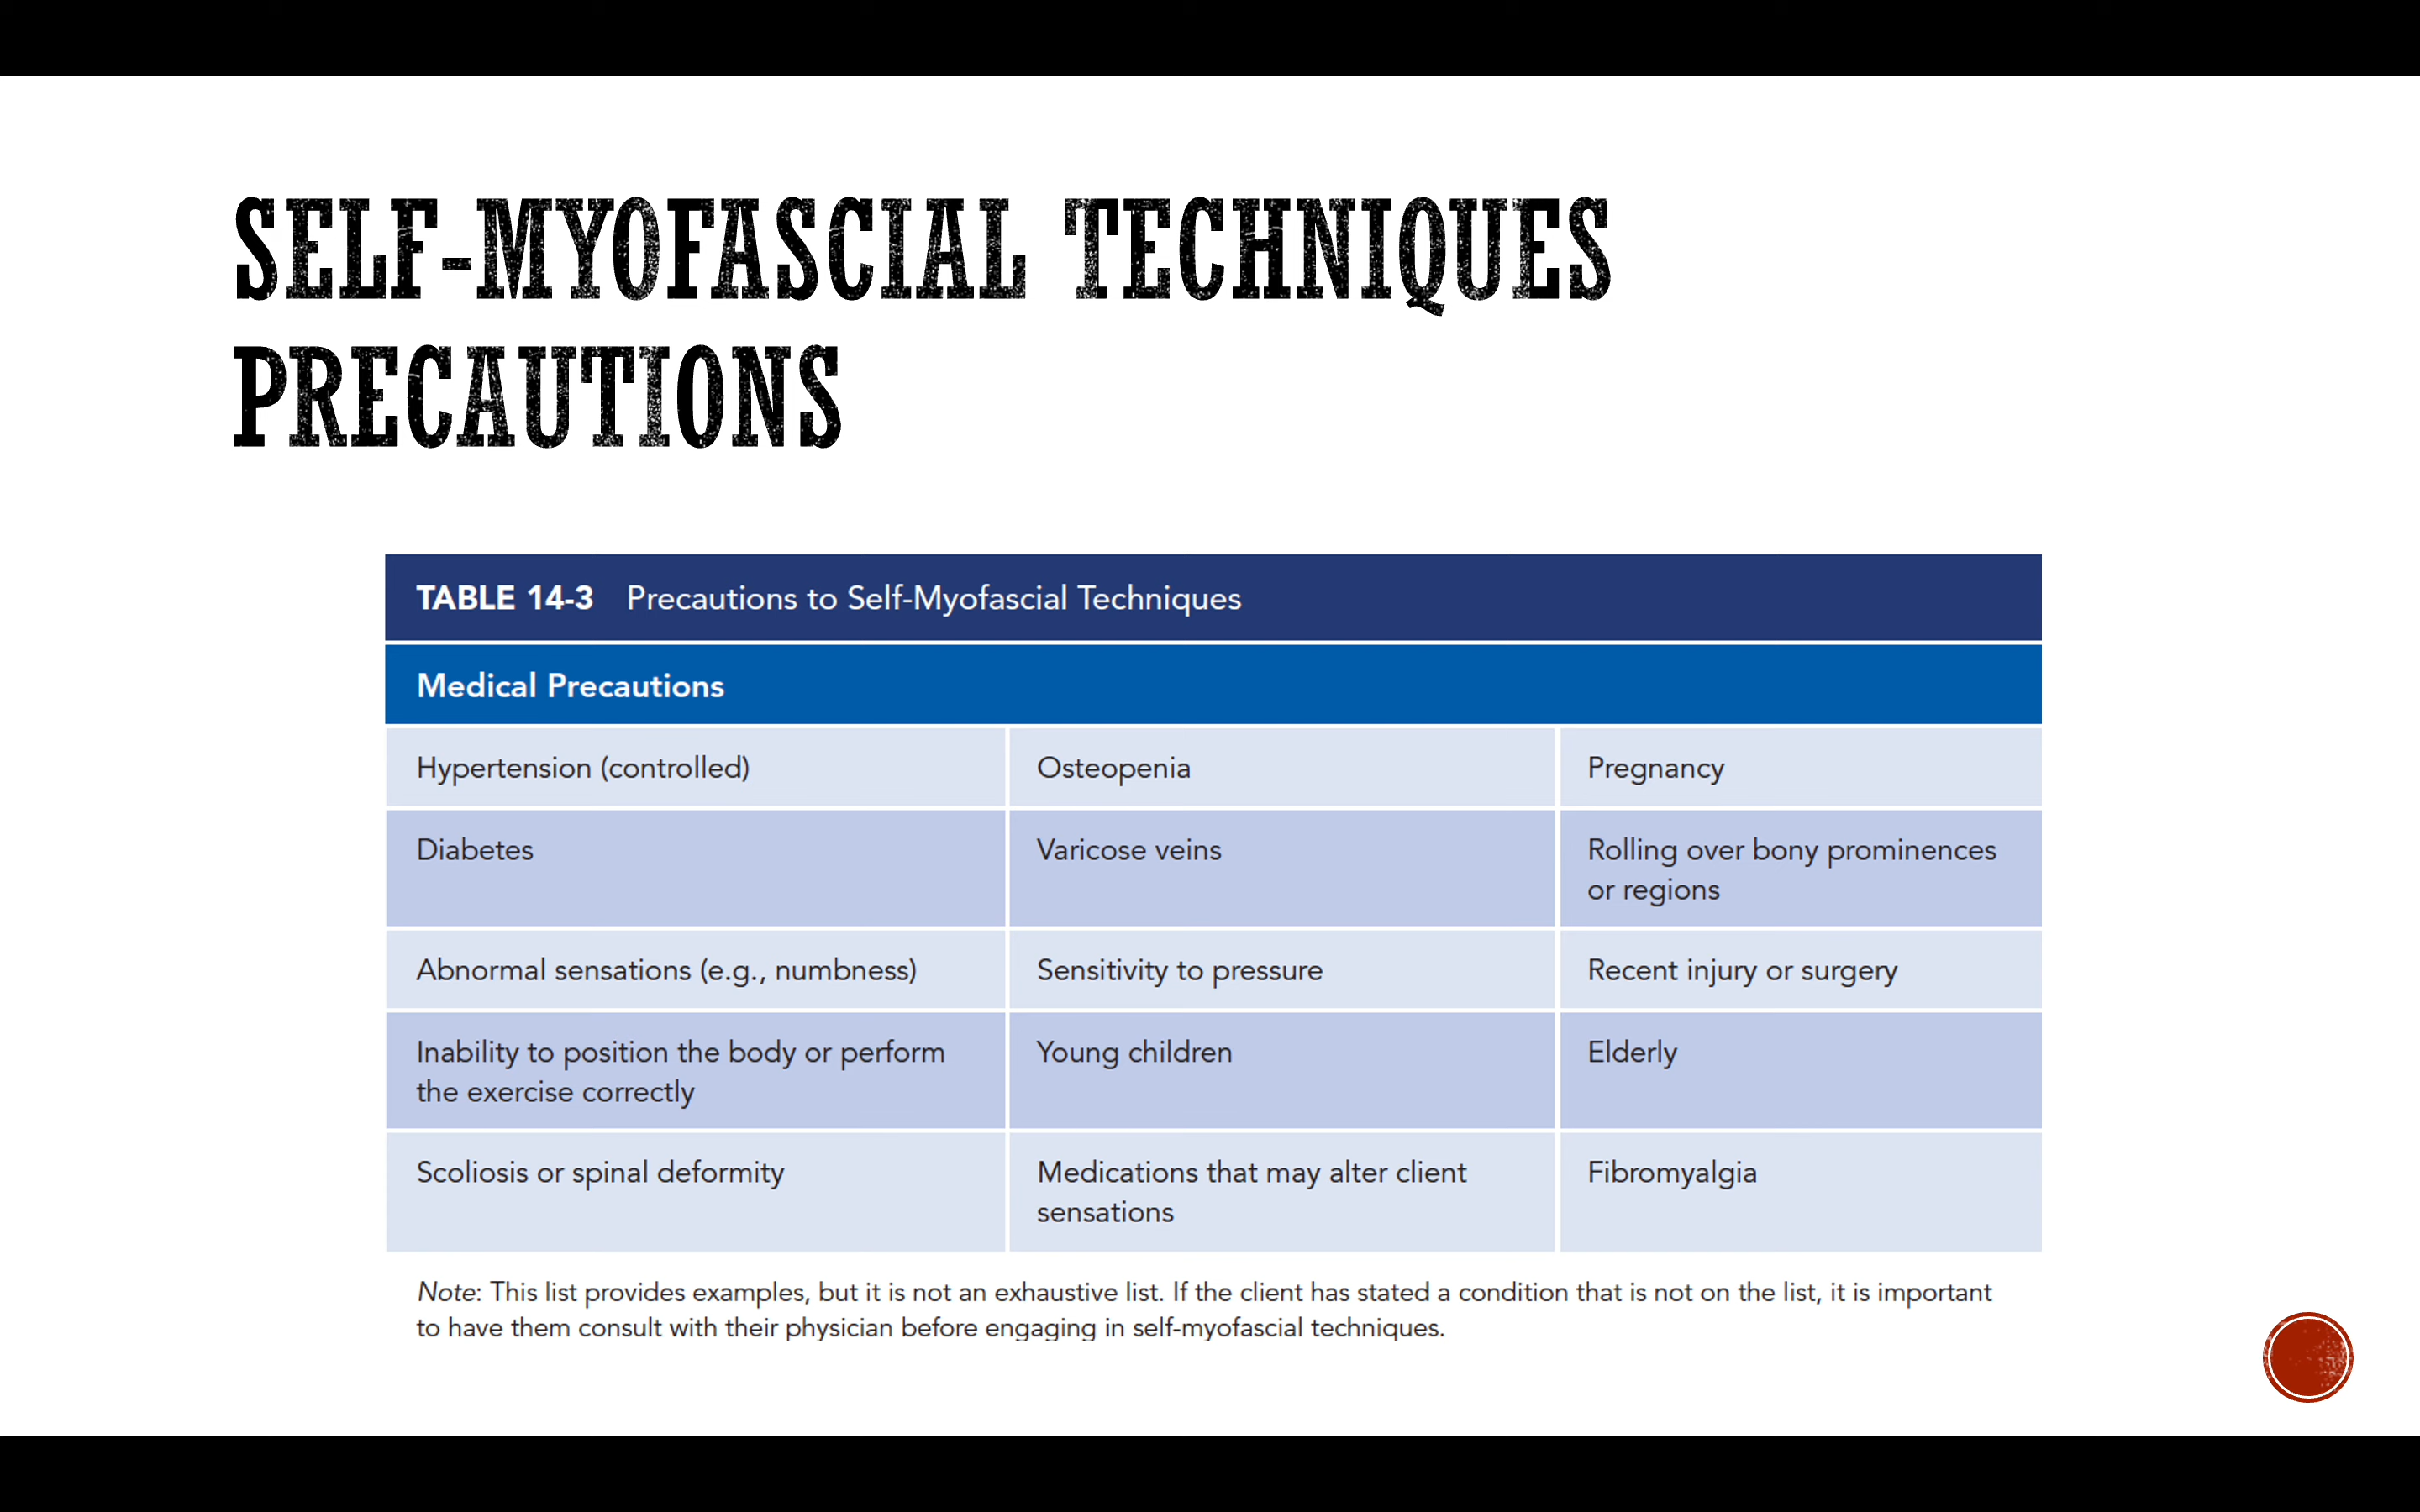 SELF-MYOFASCIAL TECHNIQUES
PRECAUTIONS
TABLE 14-3 Precautions to Self-Myofascial Techniques
Medical Precautions
Hypertension (controlled) Osteopenia Pregnancy
Diabetes Varicose veins Rolling over bony prominences
or regions
Abnormal sensations (e.g., numbness) Sensitivity to pressure Recent injury or surgery
Inability to position the body or perform Young children Elderly
the exercise correctly
Scoliosis or spinal deformity Medications that may alter client Fibromyalgia
sensations
Note: This list provides examples, but it is not an exhaustive list. If the client has stated a condition that is not on the list, it is important
to have them consult with their physician before engaging in self-myofascial techniques.